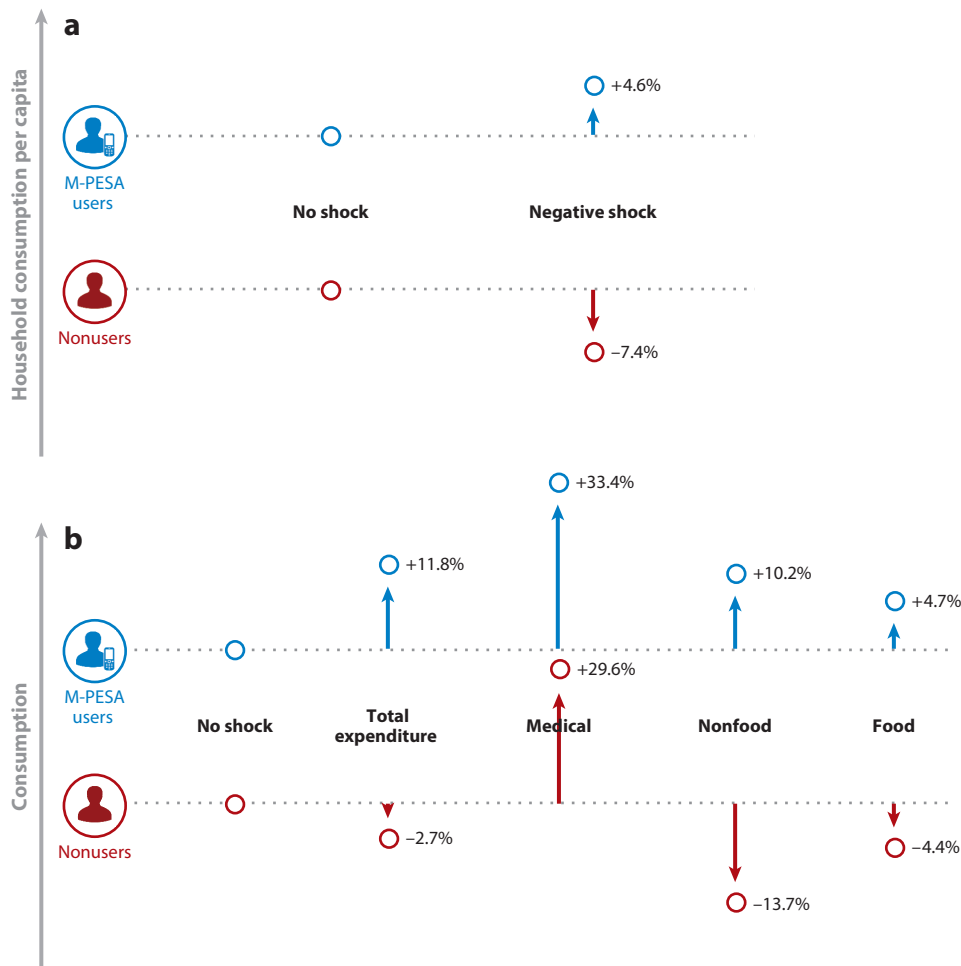 a
Household consumption per capita
+4.6%
M-PESA
users
No shock
Negative shock
Nonusers
–7.4%
b
Consumption
+33.4%
+11.8%
+10.2%
+4.7%
M-PESA
users
+29.6%
No shock
Total
expenditure
Medical
Nonfood
Food
Nonusers
–2.7%
–4.4%
–13.7%